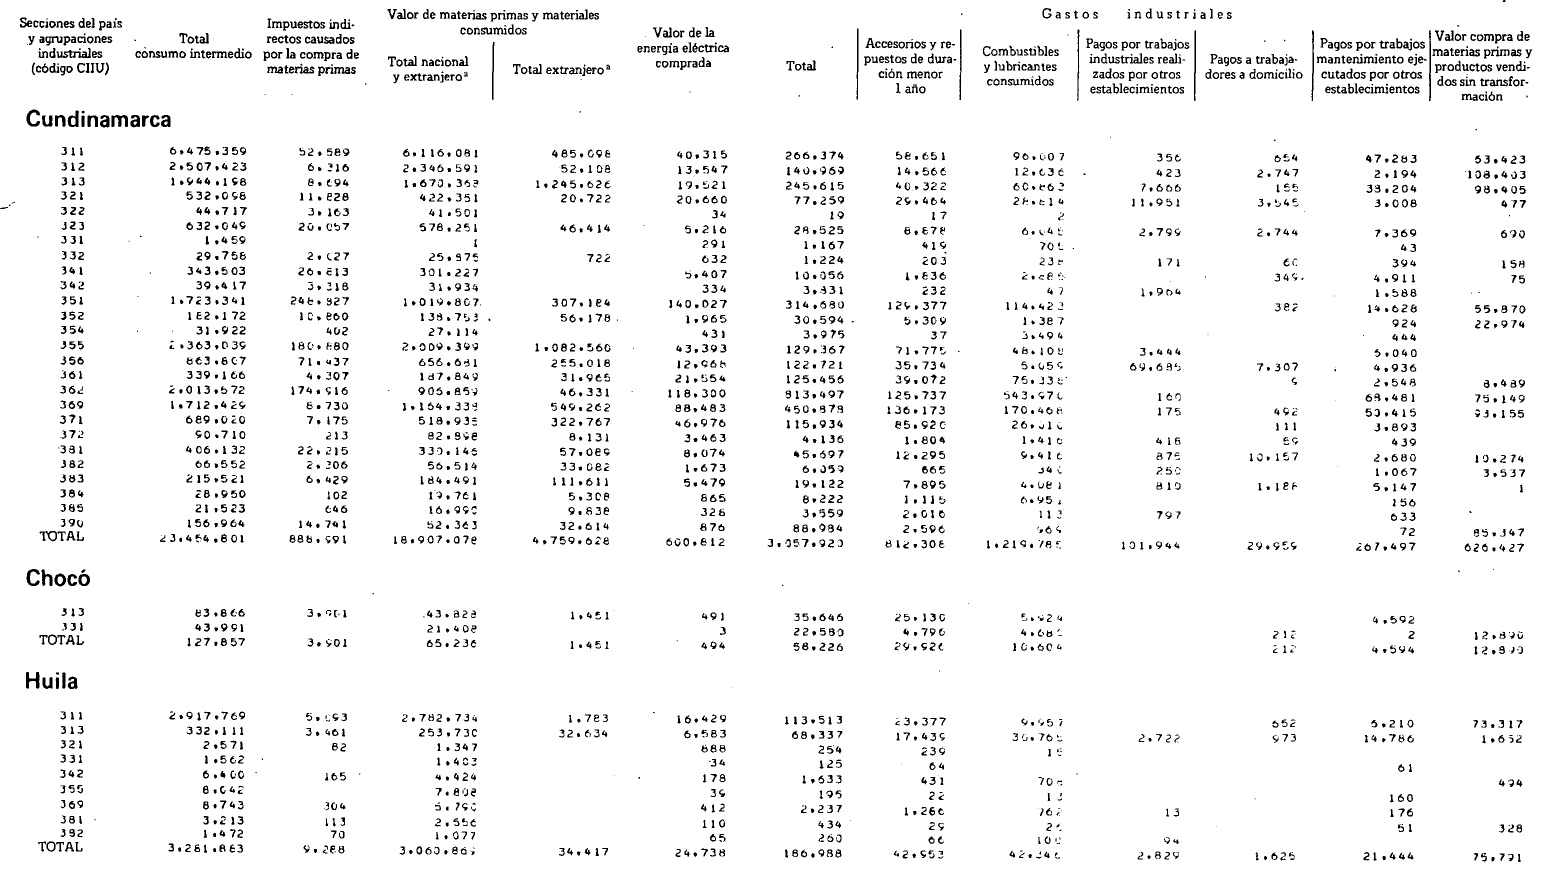 Secciones del país y agrupaciones industriales (código CIIU)
Total consumo intermedio
Impuestos indirectos causados por la compra de materias primas
Valor de materias primas y materiales consumidos
Total nacional y extranjeroª
Total extranjeroª
Valor de la energía eléctrica comprada
Gastos industriales
Total
Accesorios y repuestos de duración menor 1 año
Combustibles y lubricantes consumidos
Pagos por trabajos industriales realizados por otros establecimientos
Pagos a trabajadores a domicilio
Pagos por trabajos mantenimiento ejecutados por otros establecimientos
Valor compra de materias primas y productos vendidos sin transformación
Cundinamarca
311 6.475.359 52.589 6.116.081 485.098 40.315 266.374 58.651 96.007 356 654 47.283 53.423
312 2.507.423 6.316 2.346.591 52.108 13.547 140.969 14.566 12.636 423 2.747 2.194 108.403
313 1.944.198 8.694 1.670.363 1.245.626 19.521 245.615 40.322 60.863 7.666 155 38.204 98.405
321 532.098 11.828 422.351 20.722 20.660 77.259 29.464 28.614 11.951 3.545 3.008 477
322 44.717 3.163 41.501 34 19 17 2
323 632.049 20.057 578.251 46.414 5.216 28.525 8.678 2.799 2.744 7.369 690
331 1.459 1 291 1.167 419 705 43
332 29.758 2.027 25.875 722 632 1.224 203 171 60 394 158
341 343.503 26.813 301.227 5.407 10.056 1.836 349 4.911 75
342 39.417 3.318 31.934 334 3.831 232 47 1.964 1.588
351 1.723.341 248.827 1.019.807 307.184 140.027 314.680 129.377 114.423 382 14.628 55.870
352 182.172 10.860 138.753 56.178 1.965 30.594 5.309 1.387 924 22.974
354 31.922 402 27.114 431 3.975 37 3.494 444
355 2.363.039 180.880 2.009.399 1.082.560 43.393 129.367 71.775 48.108 3.444 5.040
356 863.807 71.437 656.681 255.018 12.968 122.721 35.734 5.059 69.685 7.307 4.936
361 339.166 4.307 187.849 31.965 21.554 125.456 39.072 75.338 9 2.548 8.489
362 2.013.572 174.916 905.859 46.331 118.300 813.497 125.737 543.976 160 68.481 75.149
369 1.712.429 8.730 1.164.339 549.262 88.483 450.878 136.173 170.468 175 492 53.415
371 689.020 7.175 518.935 322.767 46.976 115.934 85.926 111 3.893
372 90.710 213 82.898 8.131 3.463 4.136 1.804 1.416 416 59 439
381 406.132 22.215 330.145 57.089 8.074 45.697 12.295 9.416 875 10.157 2.680 10.274
382 66.552 2.306 56.514 33.082 1.673 6.059 665 250 1.067 3.537
383 215.521 6.429 184.491 111.611 5.479 19.122 7.895 4.081 810 1.186 5.147 1
384 28.950 102 19.761 5.308 865 8.222 1.115 6.951 156
385 21.523 646 16.990 9.838 328 3.559 2.016 113 797 633
390 156.964 14.741 52.363 32.614 876 88.984 2.596 969 72 85.347
TOTAL 23.454.801 888.991 18.907.078 4.759.628 600.812 3.057.920 812.308 1.219.785 101.944 29.959 267.497 626.427
Chocó
313 83.866 3.901 43.828 1.451 491 35.646 25.130 5.924 4.592
331 43.991 21.408 3 22.580 4.796 212 2 12.890
TOTAL 127.857 3.901 65.236 1.451 494 58.226 29.926 10.604 212 4.594 12.890
Huila
311 2.917.769 5.093 2.782.734 1.783 16.429 113.513 23.377 9.957 652 5.210 73.317
313 332.111 3.461 253.730 32.634 6.583 68.337 17.439 30.765 2.722 973 14.786 1.652
321 2.571 82 1.347 888 254 239 15
331 1.562 1.403 34 125 64 61
342 6.400 165 4.424 178 1.633 431 708 494
355 8.042 7.808 39 195 22 13 160
369 8.743 304 5.790 412 2.237 1.286 762 13 176
381 3.213 113 2.556 110 434 29 26 51 328
382 1.472 70 1.077 65 260 66 100 94
TOTAL 3.281.863 9.288 3.060.869 34.417 24.738 186.988 42.953 42.346 2.829 1.625 21.444 75.791